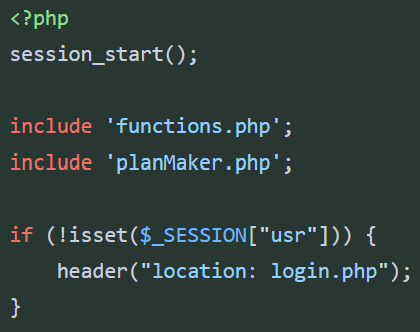 <?php
session_start();
include 'functions.php';
include 'planMaker.php';
if (!isset($_SESSION["usr"])) {
    header("location: login.php");
}